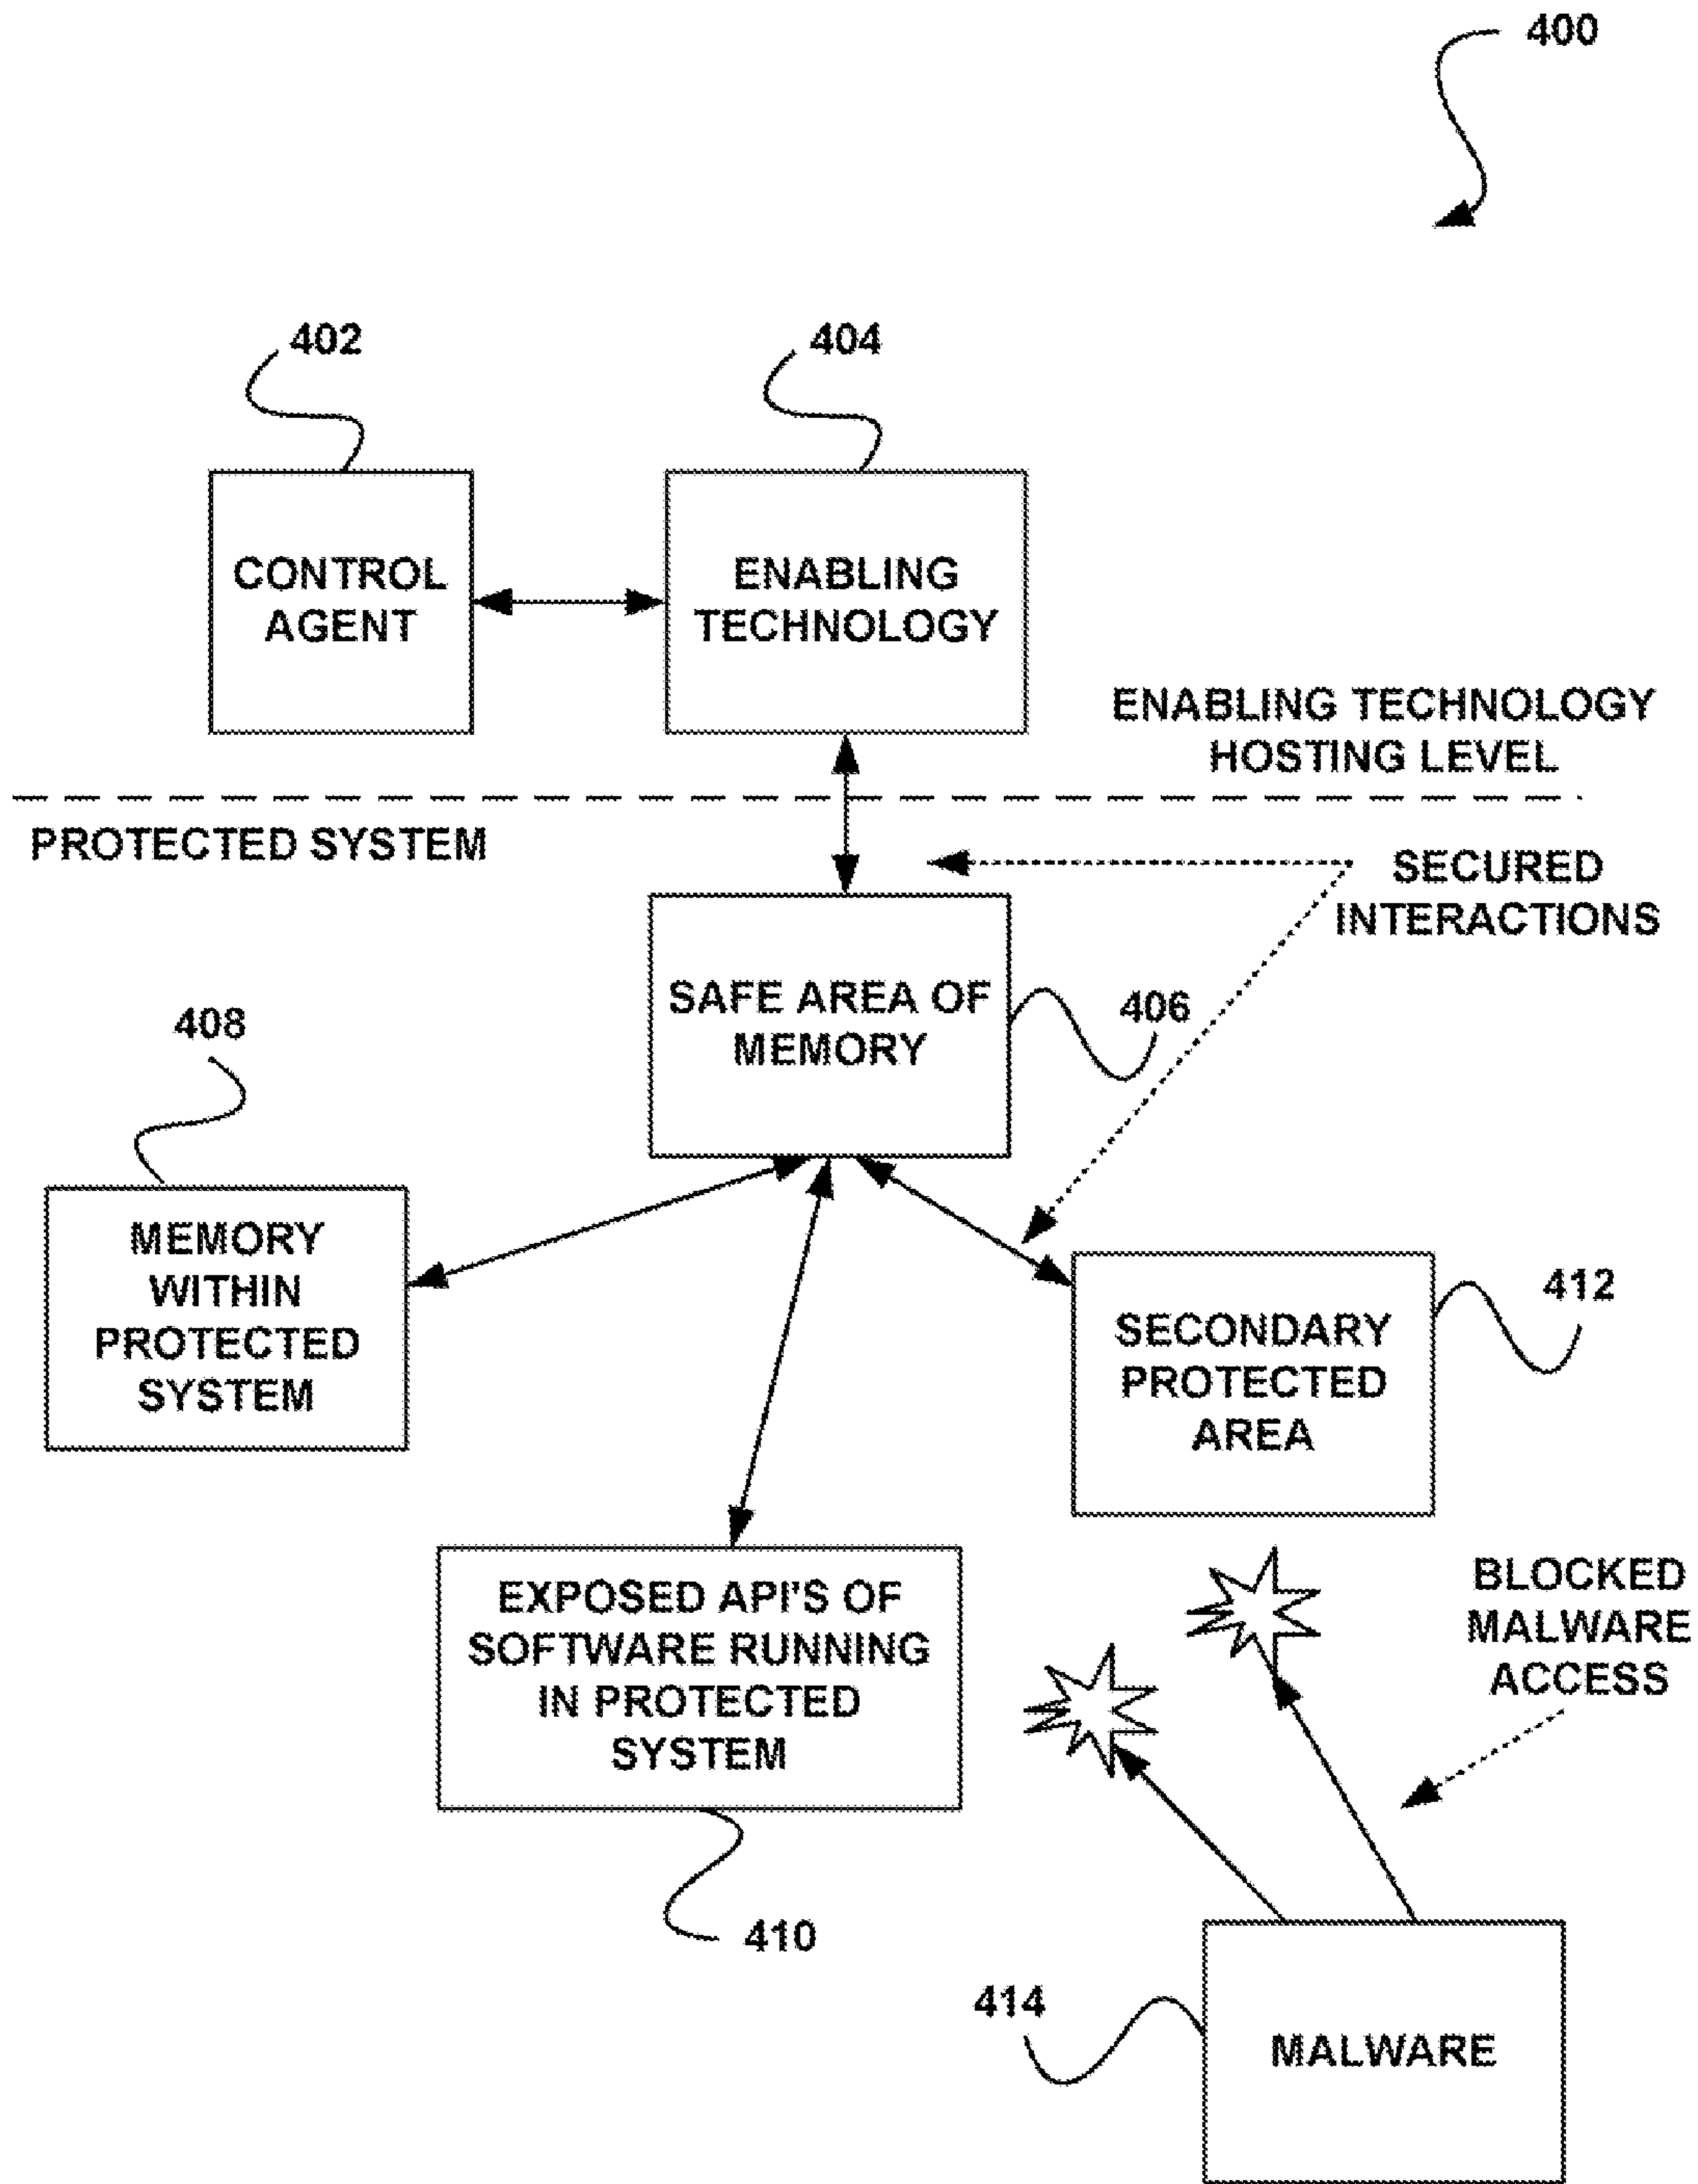 400
402
404
CONTROL
AGENT
ENABLING
TECHNOLOGY
ENABLING TECHNOLOGY
HOSTING LEVEL
PROTECTED SYSTEM
SECURED
INTERACTIONS
SAFE AREA OF
MEMORY
406
408
MEMORY
WITHIN
PROTECTED
SYSTEM
412
SECONDARY
PROTECTED
AREA
EXPOSED API'S OF
SOFTWARE RUNNING
IN PROTECTED
SYSTEM
BLOCKED
MALWARE
ACCESS
410
414
MALWARE